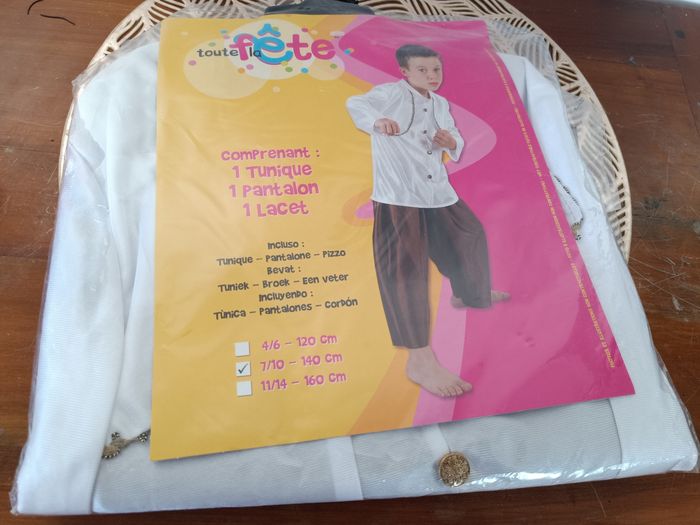 toute la fête
comprenant :
1 Tunique
1 Pantalon
1 Lacet
Incluso :
Tunique – Pantalone – Pizzo
Bevat :
Tuniek – Broek – Een veter
Incluyendo :
Tùnica – Pantalones – Cordón
4/6 – 120 cm
7/10 – 140 cm
11/14 – 160 cm